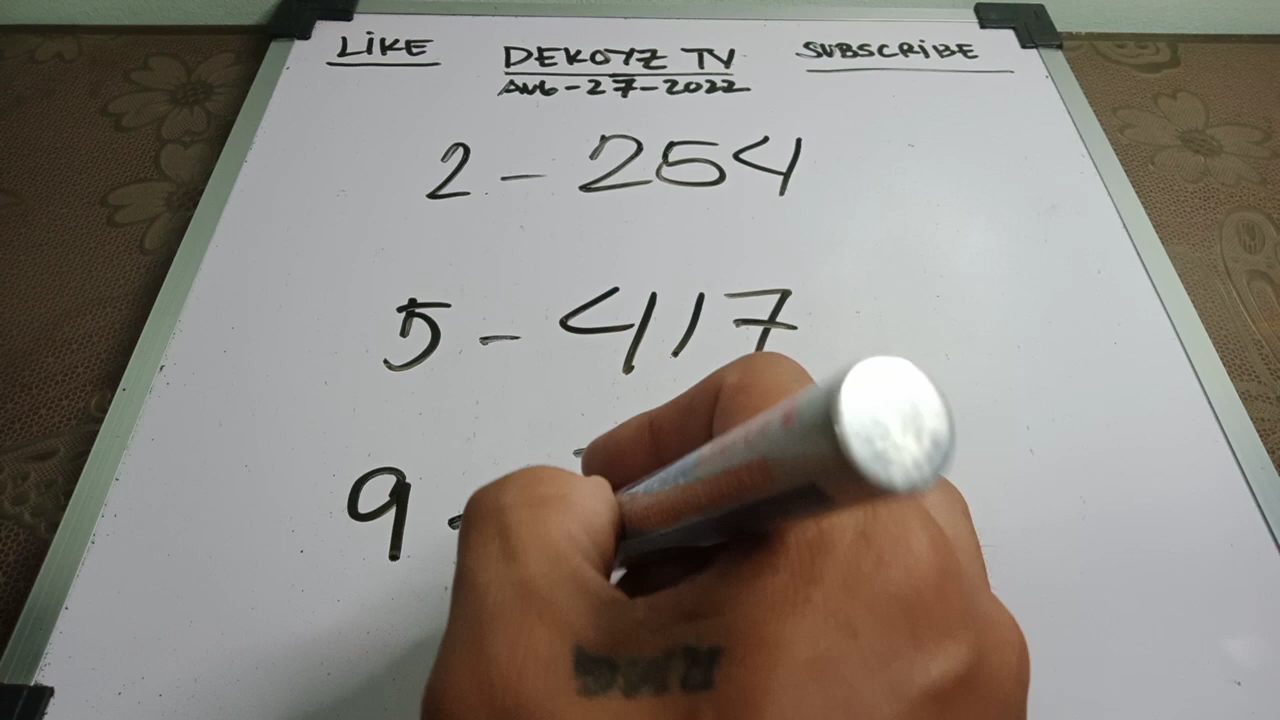 LIKE DEKOYZ TV SUBSCRIBE
AUG-27-2022
2 - 254
5 - 417
9 -